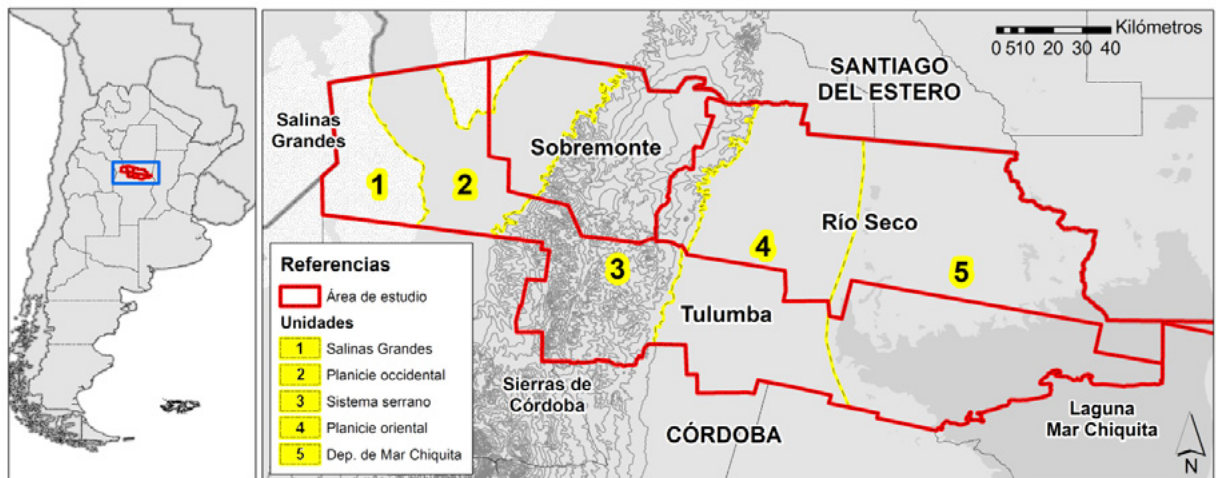 Kilómetros
0 5 10 20 30 40
SANTIAGO
DEL ESTERO
Salinas
Grandes
Sobremonte
1
2
Río Seco
4
3
5
Tulumba
Sierras de
Córdoba
CÓRDOBA
Laguna
Mar Chiquita
N
Referencias
Área de estudio
Unidades
1 Salinas Grandes
2 Planicie occidental
3 Sistema serrano
4 Planicie oriental
5 Dep. de Mar Chiquita